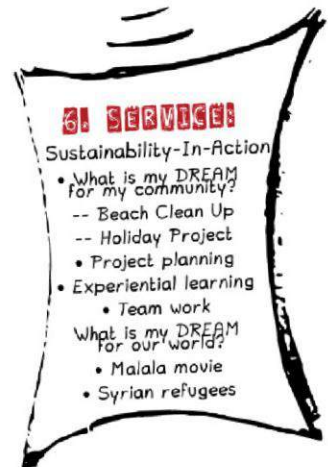 6. SERVICE:
Sustainability-In-Action
• What is my DREAM
for my community?
-- Beach Clean Up
-- Holiday Project
• Project planning
• Experiential learning
• Team work
What is my DREAM
for our world?
• Malala movie
• Syrian refugees